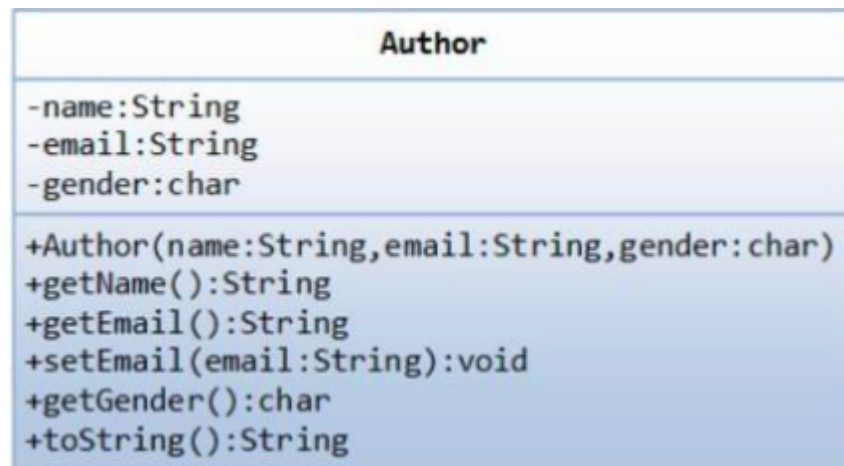 Author
-name:String
-email:String
-gender:char
+Author(name:String,email:String,gender:char)
+getName():String
+getEmail():String
+setEmail(email:String):void
+getGender():char
+toString():String